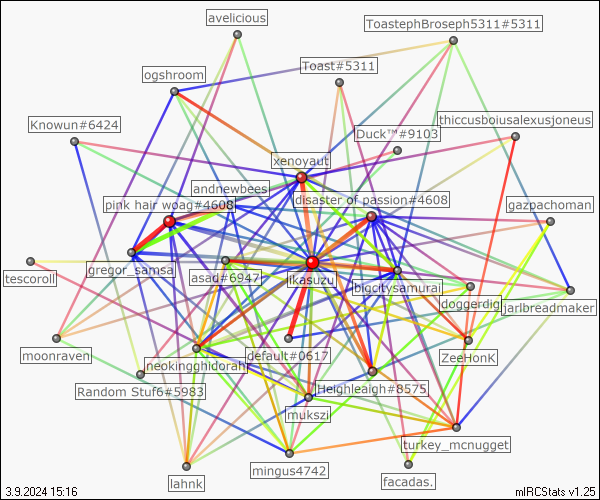 avelicious
ToastephBroseph5311#5311
ogshroom
Toast#5311
Knowun#6424
thiccusboiusalexusjoneus
Duck™#9103
xenoyaut
andnewbees
pink hair woag#4608
disaster of passion#4608
gazpachoman
tescoroll
gregor_samsa
asad#6947
jikasuzu
bigcitysamurai
doggerdig
jarlbreadmaker
moonraven
neokingghidorah
default#0617
ZeeHonK
Random Stuf6#5983
Heighleaigh#8575
mukszi
turkey_mcnugget
lahnk
mingus4742
facadas.
3.9.2024 15:16
mIRCStats v1.25